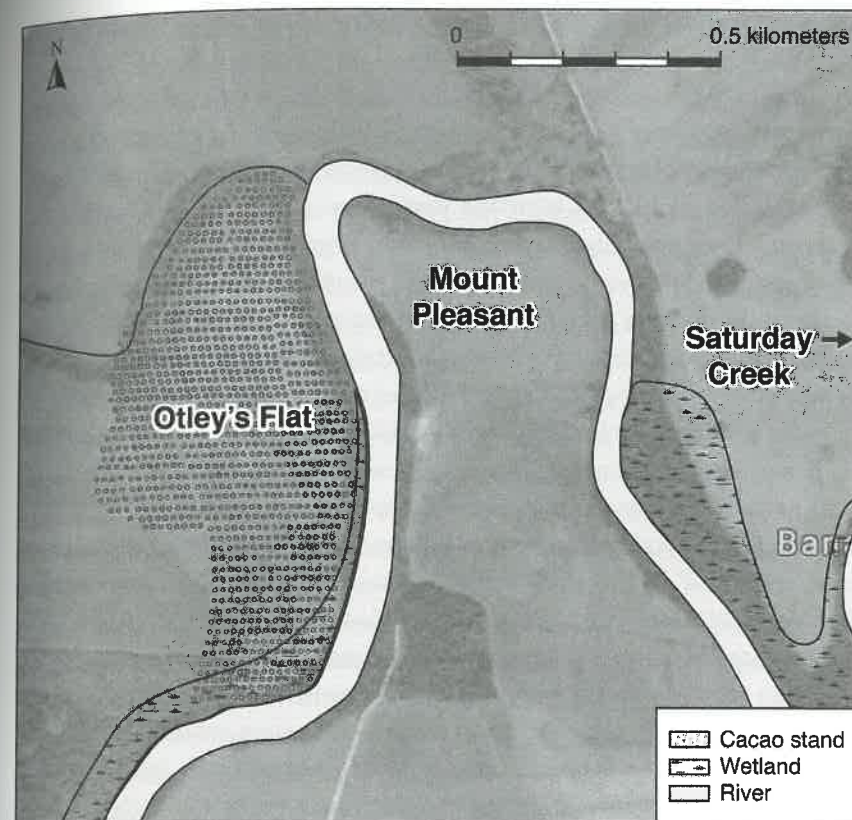 N
0 0.5 kilometers
Mount
Pleasant
Saturday
Creek
Otley's Flat
Cacao stand
Wetland
River